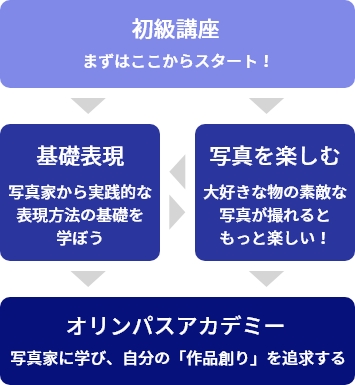 初級講座
まずはここからスタート！
基礎表現
写真家から実践的な
表現方法の基礎を
学ぼう
写真を楽しむ
大好きな物の素敵な
写真が撮れると
もっと楽しい！
オリンパスアカデミー
写真家に学び、自分の「作品創り」を追求する